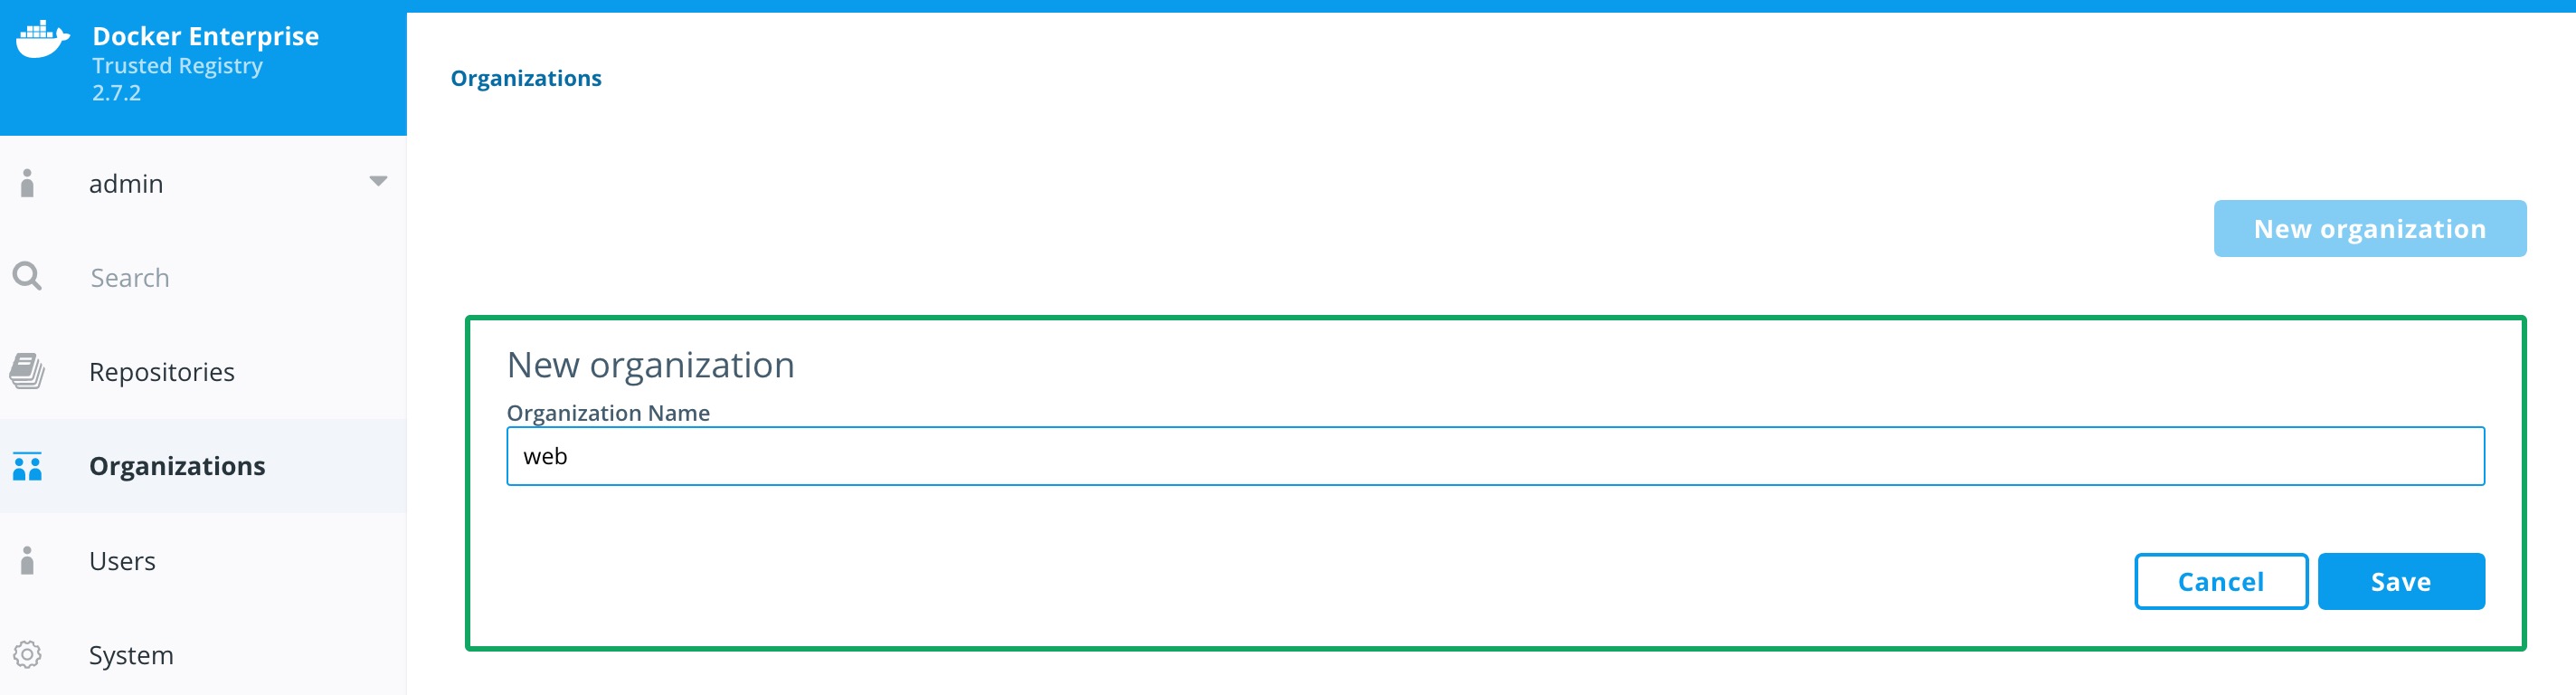 Docker Enterprise
Trusted Registry
2.7.2
admin
Search
Repositories
Organizations
Users
System
Organizations
New organization
New organization
Organization Name
web
Cancel
Save